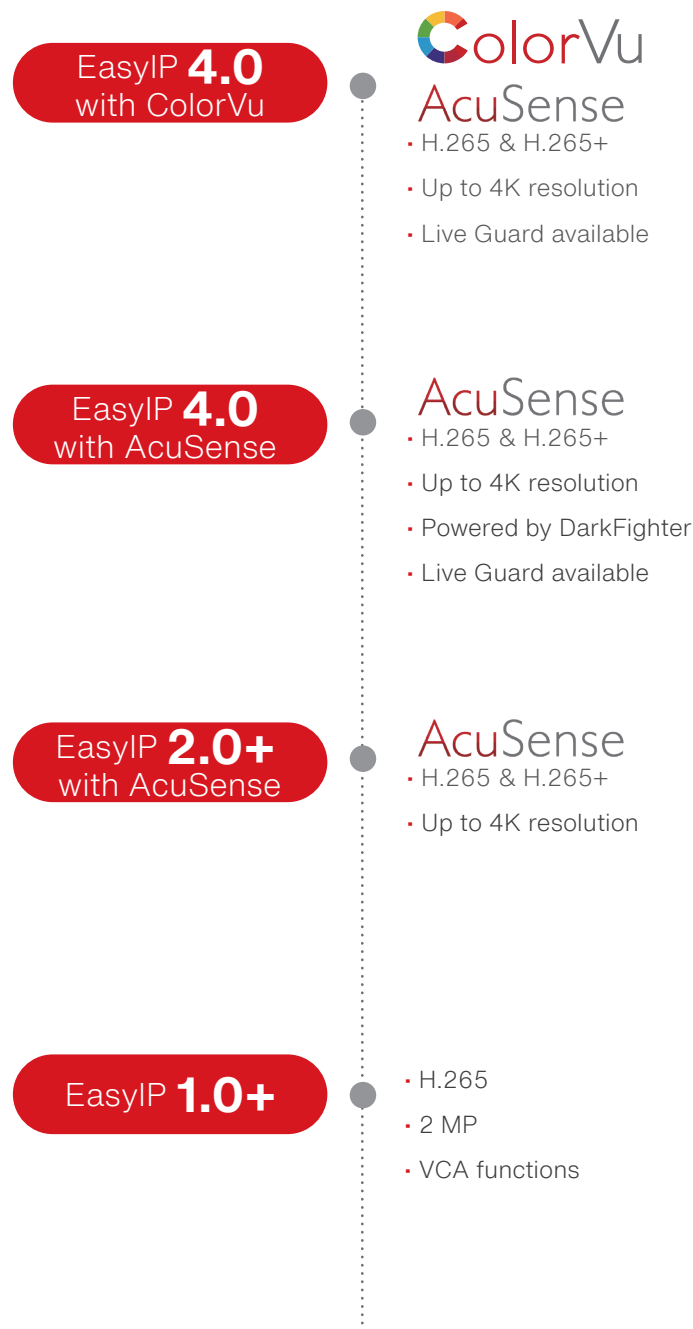 EasyIP 4.0
with ColorVu
ColorVu
AcuSense
· H.265 & H.265+
· Up to 4K resolution
· Live Guard available
EasyIP 4.0
with AcuSense
AcuSense
· H.265 & H.265+
· Up to 4K resolution
· Powered by DarkFighter
· Live Guard available
EasyIP 2.0+
with AcuSense
AcuSense
· H.265 & H.265+
· Up to 4K resolution
EasyIP 1.0+
· H.265
· 2 MP
· VCA functions